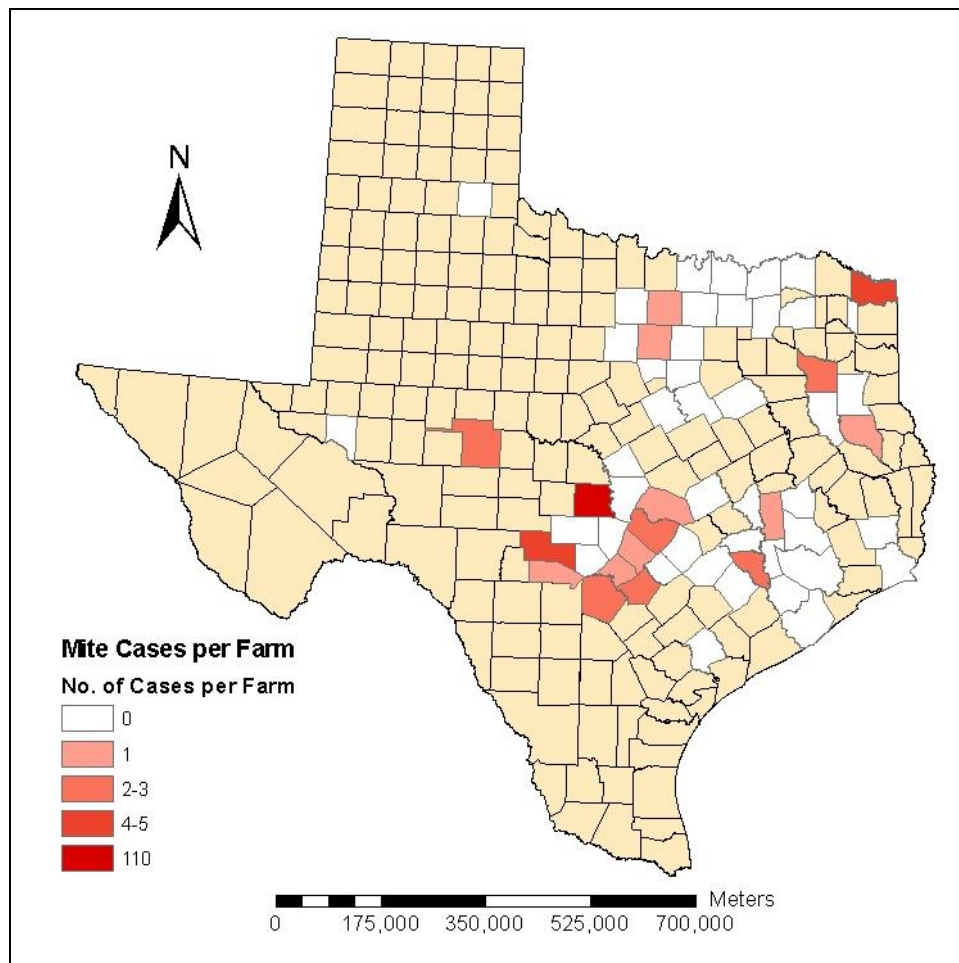 N
Mite Cases per Farm
No. of Cases per Farm
0
1
2-3
4-5
110
Meters
0 175,000 350,000 525,000 700,000